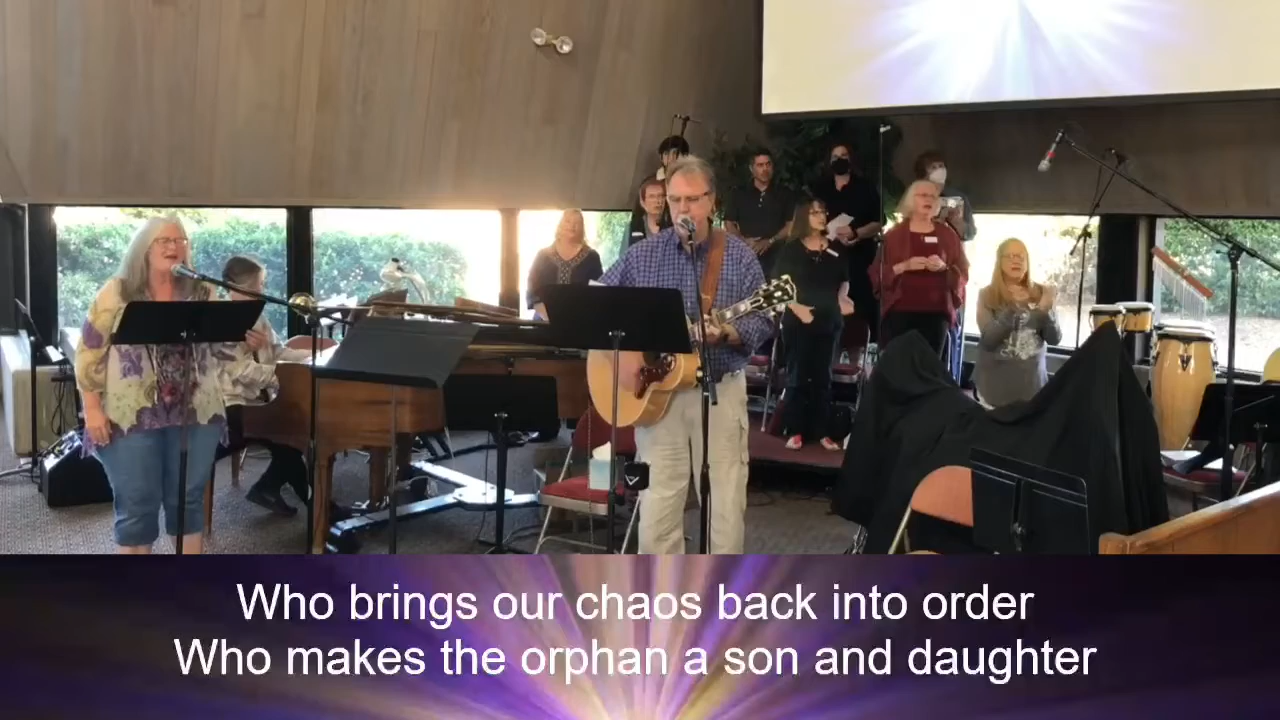 Who brings our chaos back into order
Who makes the orphan a son and daughter